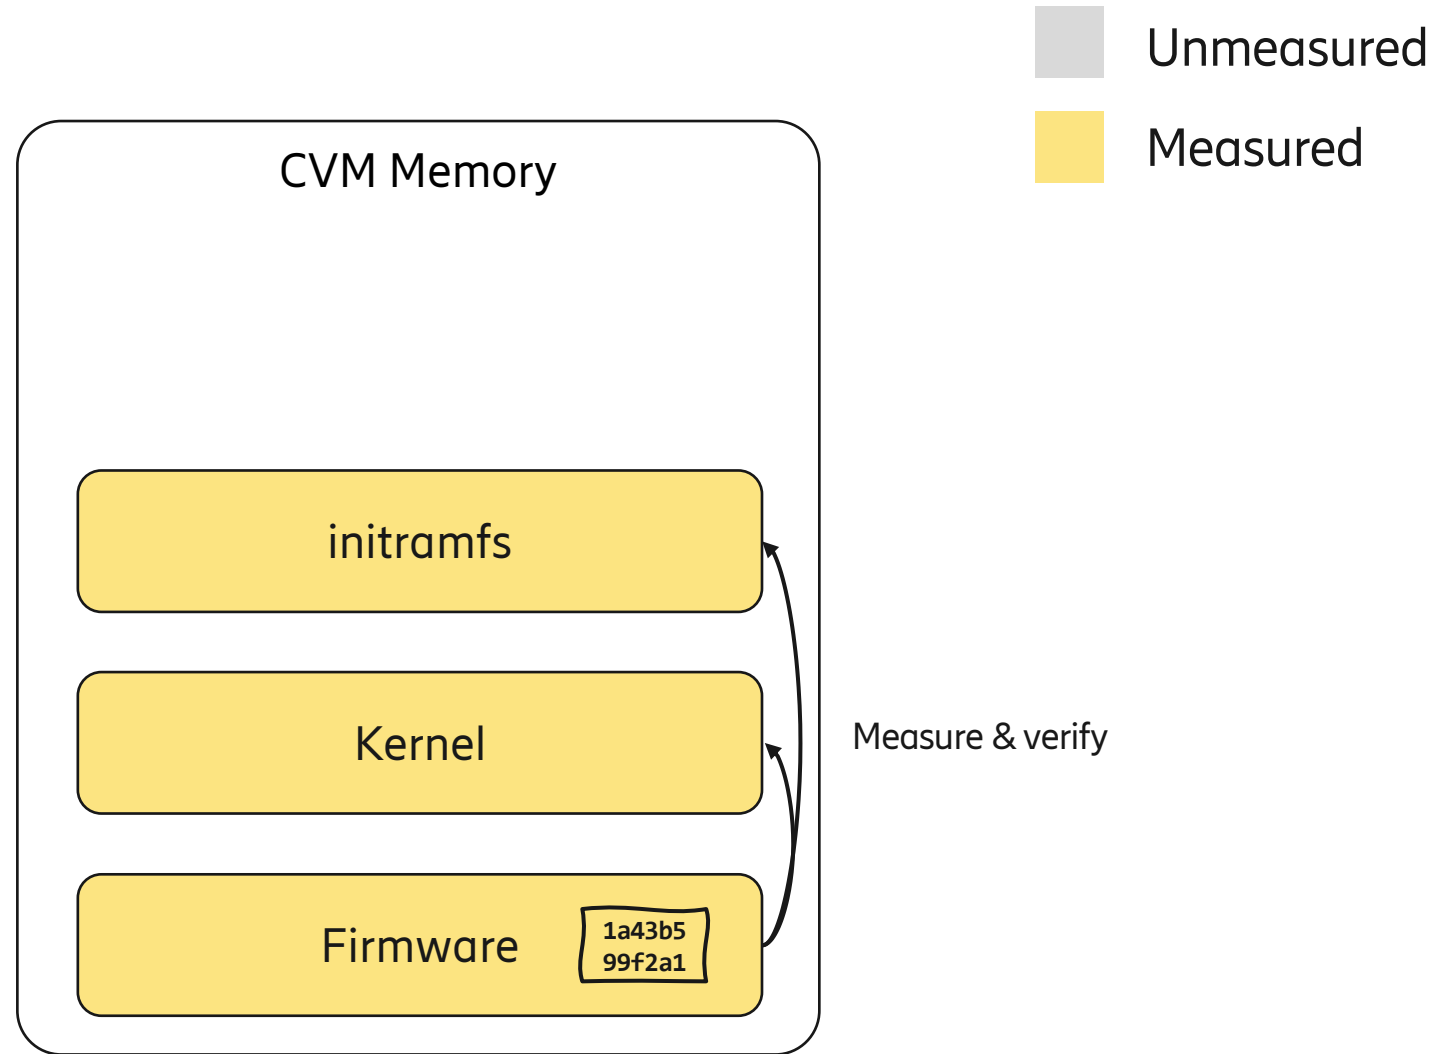 Unmeasured
Measured
CVM Memory
initramfs
Kernel
Measure & verify
Firmware
1a43b5
99f2a1